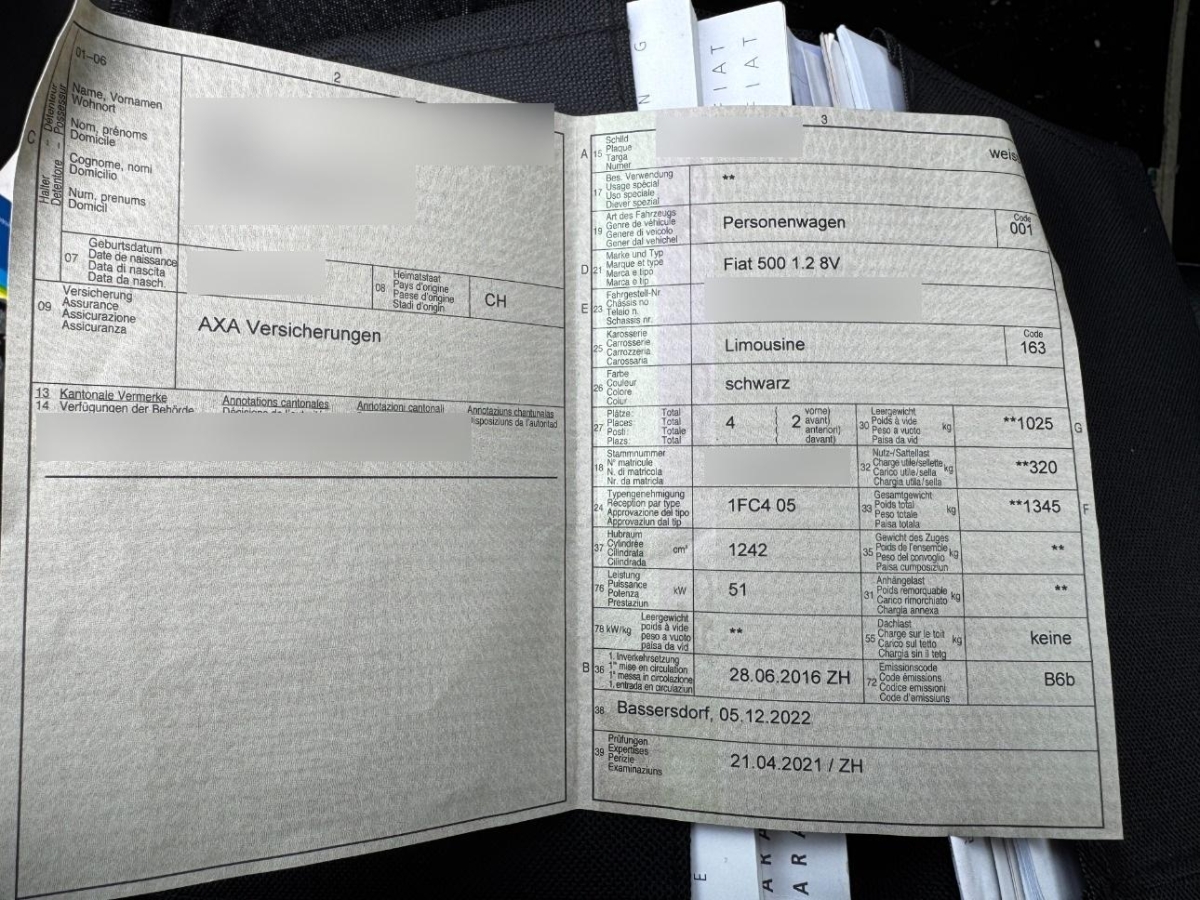 N G
FIAT
FIAT
01-06
2
Name, Vornamen
Wohnort
Nom, prénoms
Domicile
Cognome, nomi
Domicilio
Num, prenums
Domicil
C
Halter - Détenteur
Detentore - Possessur
07
Geburtsdatum
Date de naissance
Data di nascita
Data da nasch.
08
Heimatstaat
Pays d'origine
Paese d'origine
Stadi d'origin
CH
09
Versicherung
Assurance
Assicurazione
Assicuranza
AXA Versicherungen
13 Kantonale Vermerke Annotations cantonales Annotazioni cantonali Annotaziuns chantunalas
14 Verfügungen der Behörde disposiziuns da l'autoritad
3
A 15
Schild
Plaque
Targa
Numer
weis
17
Bes. Verwendung
Usage spécial
Uso speciale
Diever spezial
**
19
Art des Fahrzeugs
Genre de véhicule
Genere di veicolo
Gener dal vehichel
Personenwagen
Code
001
D 21
Marke und Typ
Marque et type
Marca e tipo
Marca e tip
Fiat 500 1.2 8V
E 23
Fahrgestell-Nr.
Châssis no
Telaio n.
Schassis nr.
25
Karosserie
Carrosserie
Carrozzeria
Carossaria
Limousine
Code
163
26
Farbe
Couleur
Colore
Colur
schwarz
27
Plätze: Total
Places: Total
Posti: Totale
Plazs: Total
4
( vorne)
( 2 avant)
( anteriori)
( davant)
30
Leergewicht
Poids à vide
Peso a vuoto
Paisa da vid
kg
**1025
G
18
Stammnummer
N° matricule
N. di matricola
Nr. da matricla
32
Nutz-/Sattellast
Charge utile/sellette
Carico utile/sella
Chargia utila/sella
kg
**320
24
Typengenehmigung
Réception par type
Approvazione del tipo
Approvaziun dal tip
1FC4 05
33
Gesamtgewicht
Poids total
Peso totale
Paisa totala
kg
**1345
F
37
Hubraum
Cylindrée
Cilindrata
Cilindrada
cm³
1242
35
Gewicht des Zuges
Poids de l'ensemble
Peso del convoglio
Paisa cumposiziun
kg
**
76
Leistung
Puissance
Potenza
Prestaziun
kW
51
31
Anhängelast
Poids remorquable
Carico rimorchiato
Chargia annexa
kg
**
78 kW/kg
Leergewicht
poids à vide
peso a vuoto
paisa da vid
**
55
Dachlast
Charge sur le toit
Carico sul tetto
Chargia sin il tetg
kg
keine
B 36
1. Inverkehrsetzung
1re mise en circulation
1a messa in circolazione
1. entrada en circulaziun
28.06.2016 ZH
72
Emissionscode
Code émissions
Codice emissioni
Code d'emissiuns
B6b
38
Bassersdorf, 05.12.2022
39
Prüfungen
Expertises
Perizie
Examinaziuns
21.04.2021 / ZH
E
ARA
ARA